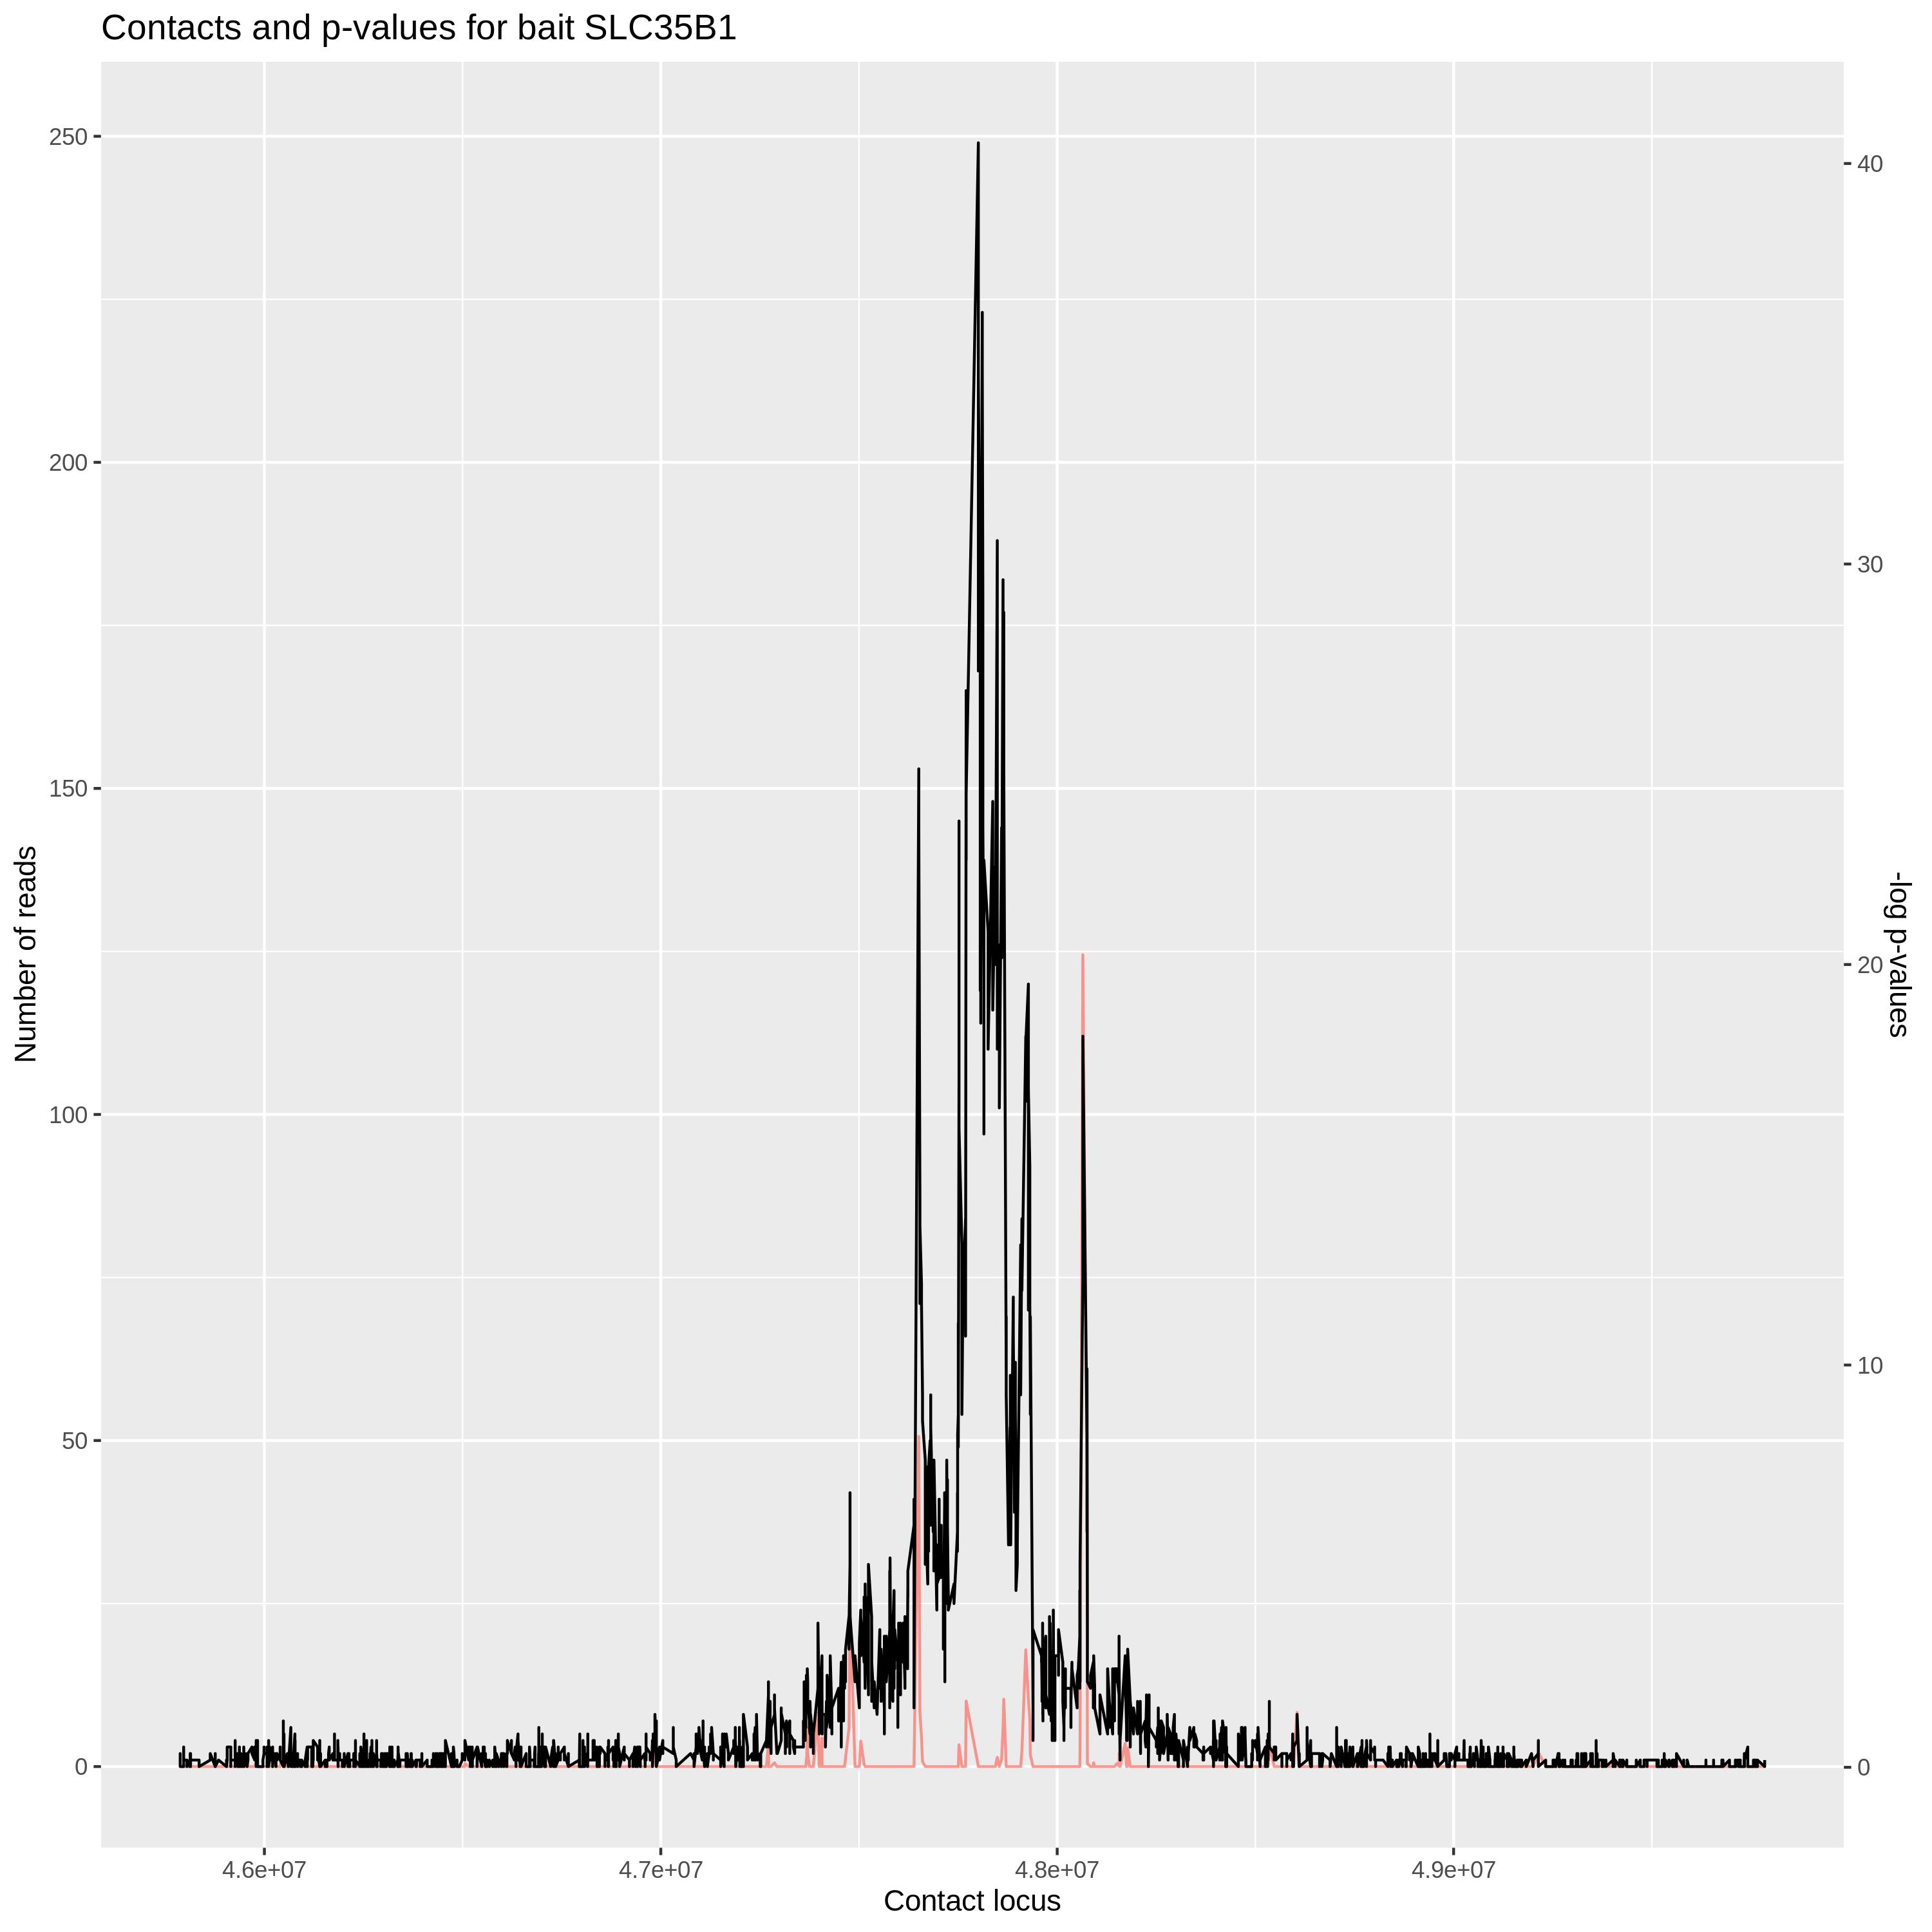 Contacts and p-values for bait SLC35B1
250
200
150
100
50
0
Number of reads
40
30
20
10
0
-log p-values
4.6e+07
4.7e+07
4.8e+07
4.9e+07
Contact locus